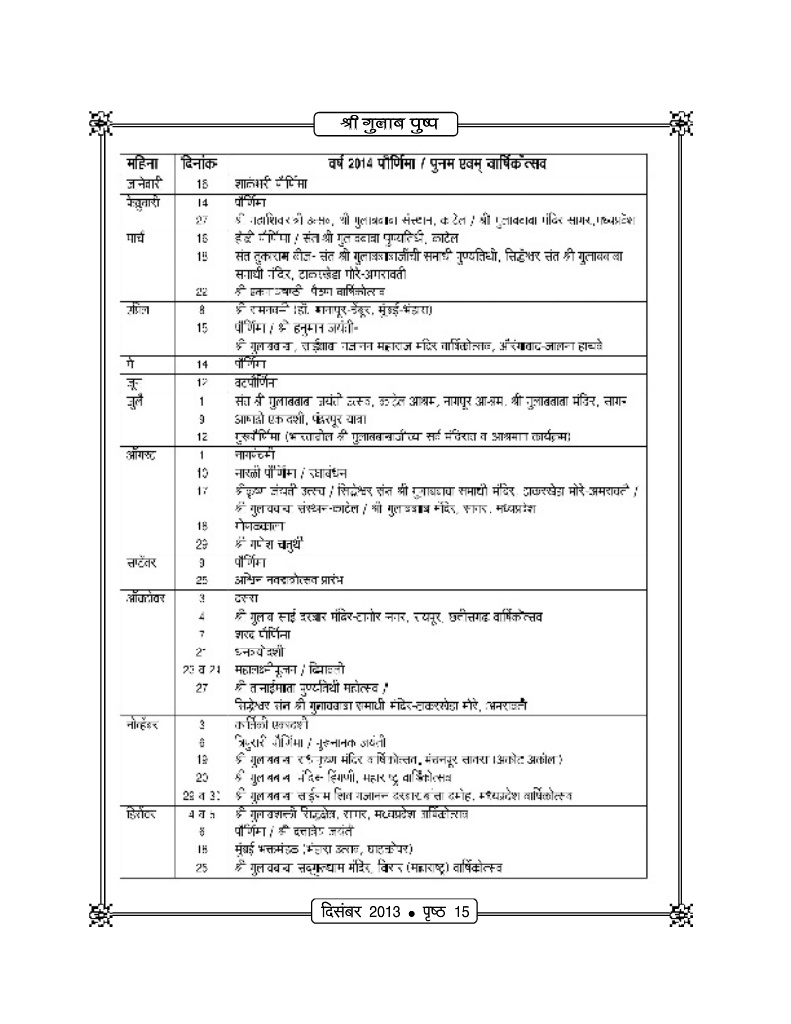 श्री गुलाब पुष्प
महिना दिनांक वर्ष 2014 पौर्णिमा / पुनम एवम् वार्षिकोत्सव
जानेवारी 16 शाकंभरी पौर्णिमा
फेब्रुवारी 14 पौर्णिमा
27 श्री महाशिवरात्री उत्सव, श्री गुलाबबाबा संस्थान, काटेल / श्री गुलाबबाबा मंदिर सागर,मध्यप्रदेश
मार्च 16 होळी पौर्णिमा / संत श्री गुलाबबाबा पुण्यतिथी, काटेल
18 संत तुकाराम बीज- संत श्री गुलाबबाबाजींची समाधी पुण्यतिथी, सिद्धेश्वर संत श्री गुलाबबाबा
समाधी मंदिर, टाकरखेडा मोरे-अमरावती
22 श्री एकनाथषष्ठी पैठण वार्षिकोत्सव
एप्रिल 8 श्री रामनवमी (डॉ. चेंबूर, मुंबई-भंडारा)
15 पौर्णिमा / श्री हनुमान जयंती-
श्री गुलाबबाबा, साईबाबा गजानन महाराज मंदिर वार्षिकोत्सव, औरंगाबाद-जालना हायवे
मे 14 पौर्णिमा
जून 12 वटपौर्णिमा
जुलै 1 संत श्री गुलाबबाबा जयंती उत्सव, काटेल आश्रम, नागपूर आश्रम, श्री गुलाबबाबा मंदिर, सागर
9 आषाढी एकादशी, पंढरपूर यात्रा
12 गुरुपौर्णिमा (भारतातील श्री गुलाबबाबाजींच्या सर्व मंदिरात व आश्रमात कार्यक्रम)
ऑगस्ट 1 नागपंचमी
10 नारळी पौर्णिमा / रक्षाबंधन
17 श्रीकृष्ण जयंती उत्सव / सिद्धेश्वर संत श्री गुलाबबाबा समाधी मंदिर, टाकरखेडा मोरे-अमरावती /
श्री गुलाबबाबा संस्थान-काटेल / श्री गुलाबबाबा मंदिर, सागर, मध्यप्रदेश
18 गोपाळकाला
29 श्री गणेश चतुर्थी
सप्टेंबर 9 पौर्णिमा
25 अश्विन नवरात्रोत्सव प्रारंभ
ऑक्टोबर 3 दसरा
4 श्री गुलाब साई दरबार मंदिर-टागोर नगर, रायपूर, छत्तीसगढ वार्षिकोत्सव
7 शरद पौर्णिमा
21 धनत्रयोदशी
23 व 24 महालक्ष्मीपूजन / दिपावली
27 श्री पुण्यतिथी महोत्सव /
सिद्धेश्वर संत श्री गुलाबबाबा समाधी मंदिर-टाकरखेडा मोरे, अमरावती
नोव्हेंबर 3 कार्तिकी एकादशी
6 त्रिपुरारी पौर्णिमा / गुरुनानक जयंती
19 श्री गुलाबबाबा राधाकृष्ण मंदिर वार्षिकोत्सव, मंचनपूर सावरा (अकोट अकोला)
20 श्री गुलाबबाबा मंदिर हिंगणी, महाराष्ट्र वार्षिकोत्सव
29 व 30 श्री गुलाबबाबा साईराम शिव गजानन दरबार,बांसा दमोह, मध्यप्रदेश वार्षिकोत्सव
डिसेंबर 4 व 5 श्री गुलाबशक्ती सिद्धक्षेत्र, सागर, मध्यप्रदेश वार्षिकोत्सव
6 पौर्णिमा / श्री दत्तात्रेय जयंती
18 मुंबई भक्तमंडळ (भंडारा उत्सव, घाटकोपर)
25 श्री गुलाबबाबा सद्गुरुधाम मंदिर, विरार (महाराष्ट्र) वार्षिकोत्सव
दिसंबर 2013 • पृष्ठ 15